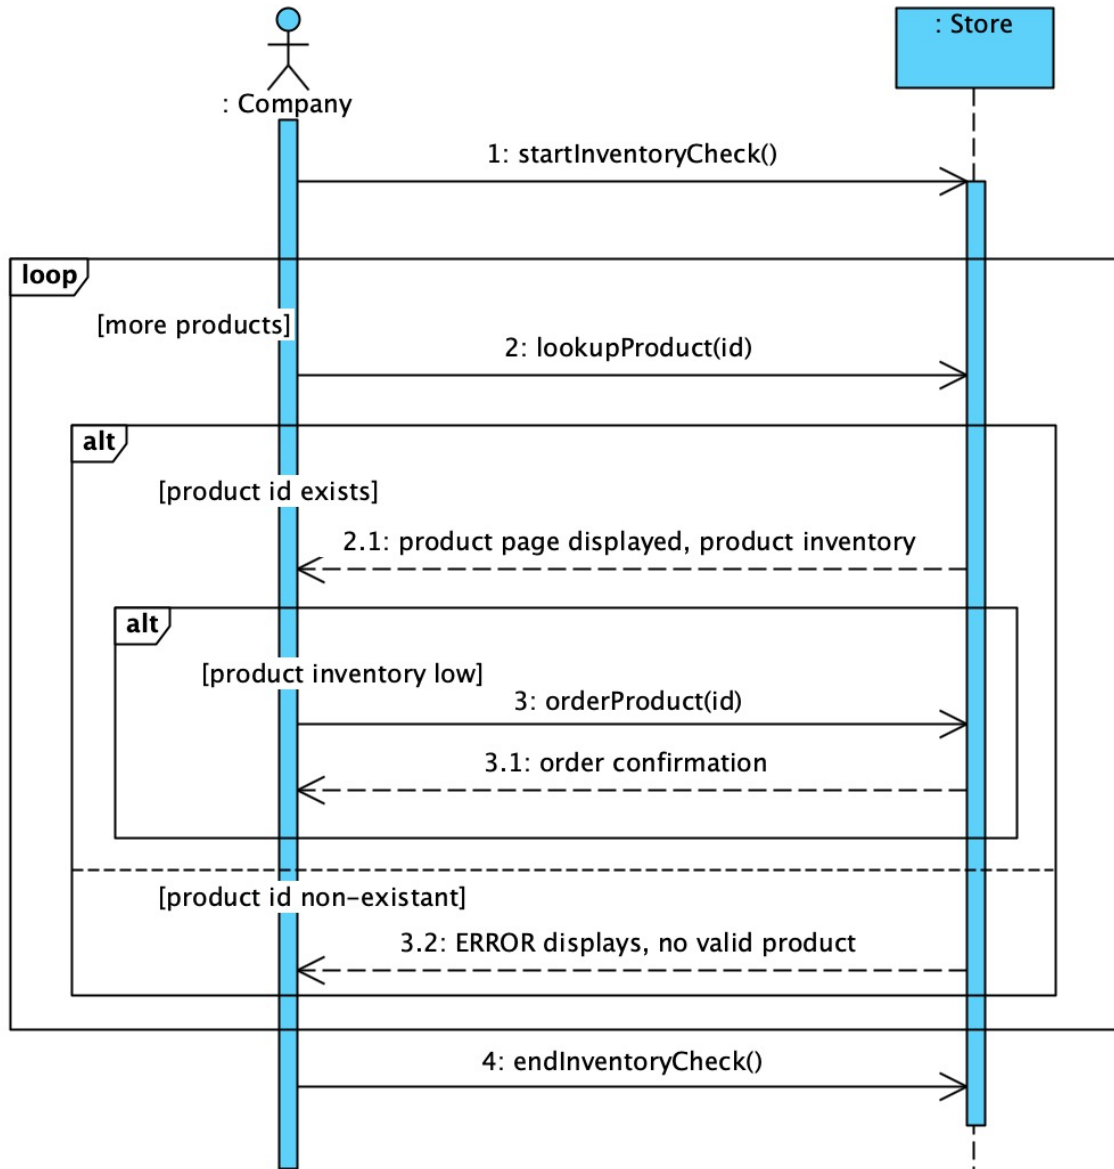 : Store
: Company
1: startInventoryCheck()
loop
[more products]
2: lookupProduct(id)
alt
[product id exists]
2.1: product page displayed, product inventory
alt
[product inventory low]
3: orderProduct(id)
3.1: order confirmation
[product id non-existant]
3.2: ERROR displays, no valid product
4: endInventoryCheck()